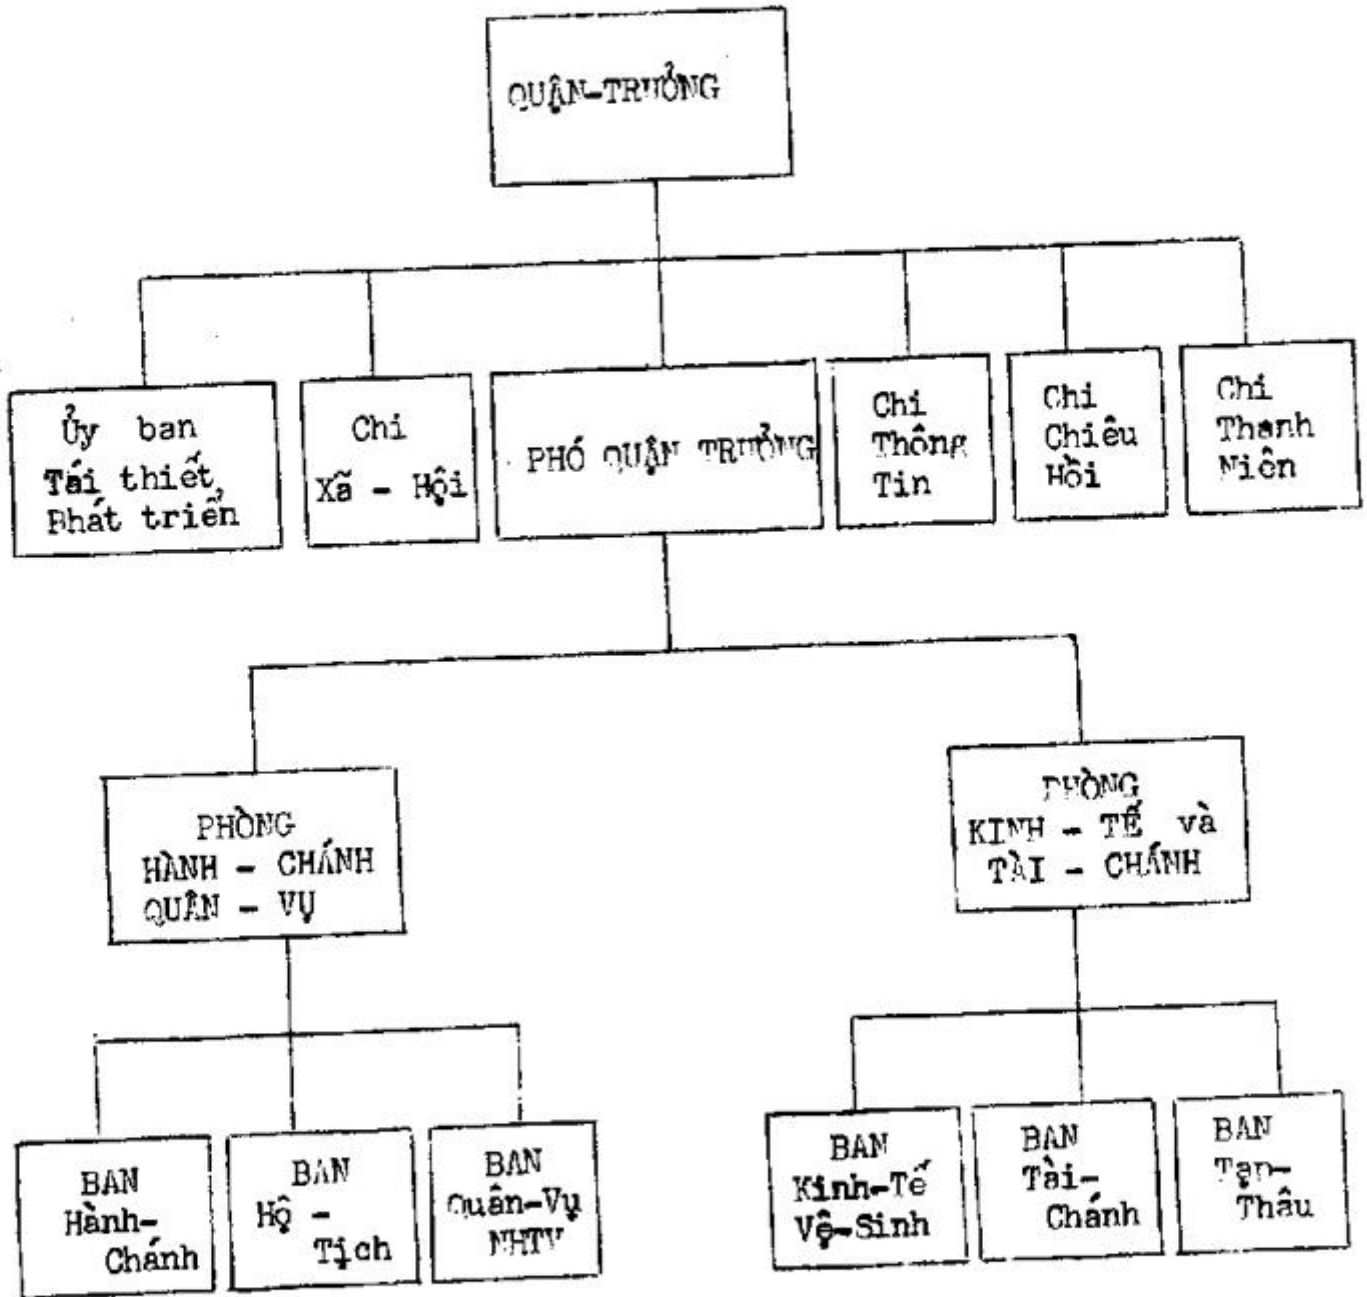 QUẬN-TRƯỞNG
Ủy ban
Tái thiết
Phát triển
Chi
Xã - Hội
PHÓ QUẬN TRƯỞNG
Chi
Thông
Tin
Chi
Chiêu
Hồi
Chi
Thanh
Niên
PHÒNG
HÀNH - CHÁNH
QUÂN - VỤ
PHÒNG
KINH - TẾ và
TÀI - CHÁNH
BAN
Hành-
Chánh
BAN
Hộ -
Tịch
BAN
Quân-Vụ
NHTV
BAN
Kinh-Tế
Vệ-Sinh
BAN
Tài-
Chánh
BAN
Tạp-
Thâu